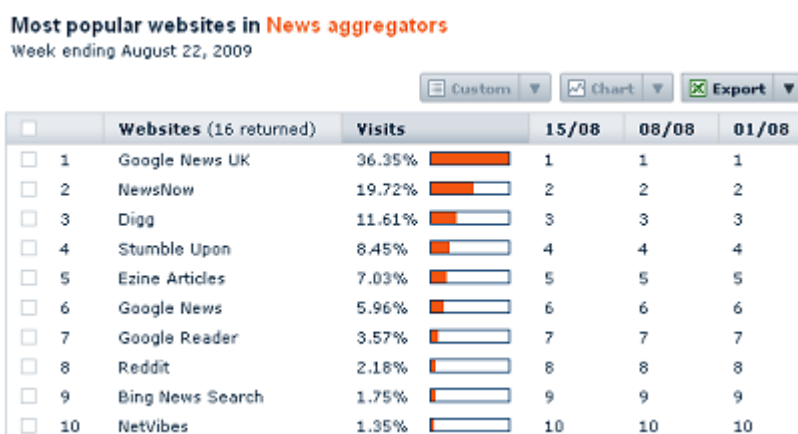 Most popular websites in News aggregators
Week ending August 22, 2009
Custom Chart Export
Websites (16 returned) Visits 15/08 08/08 01/08
1 Google News UK 36.35% 1 1 1
2 NewsNow 19.72% 2 2 2
3 Digg 11.61% 3 3 3
4 Stumble Upon 8.45% 4 4 4
5 Ezine Articles 7.03% 5 5 5
6 Google News 5.96% 6 6 6
7 Google Reader 3.57% 7 7 7
8 Reddit 2.18% 8 8 8
9 Bing News Search 1.75% 9 9 9
10 NetVibes 1.35% 10 10 10